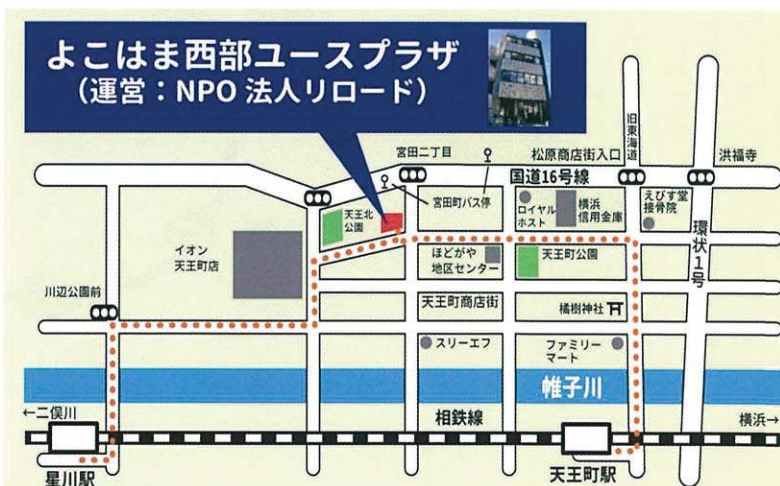 よこはま西部ユースプラザ
(運営:NPO 法人リロード)
宮田二丁目
松原商店街入口
旧東海道
洪福寺
国道16号線
宮田町バス停
天王北
公園
ロイヤル
ホスト
横浜
信用金庫
えびす堂
接骨院
環状1号
イオン
天王町店
ほどがや
地区センター
天王町公園
川辺公園前
天王町商店街
橘樹神社
スリーエフ
ファミリー
マート
帷子川
←二俣川
相鉄線
横浜→
星川駅
天王町駅